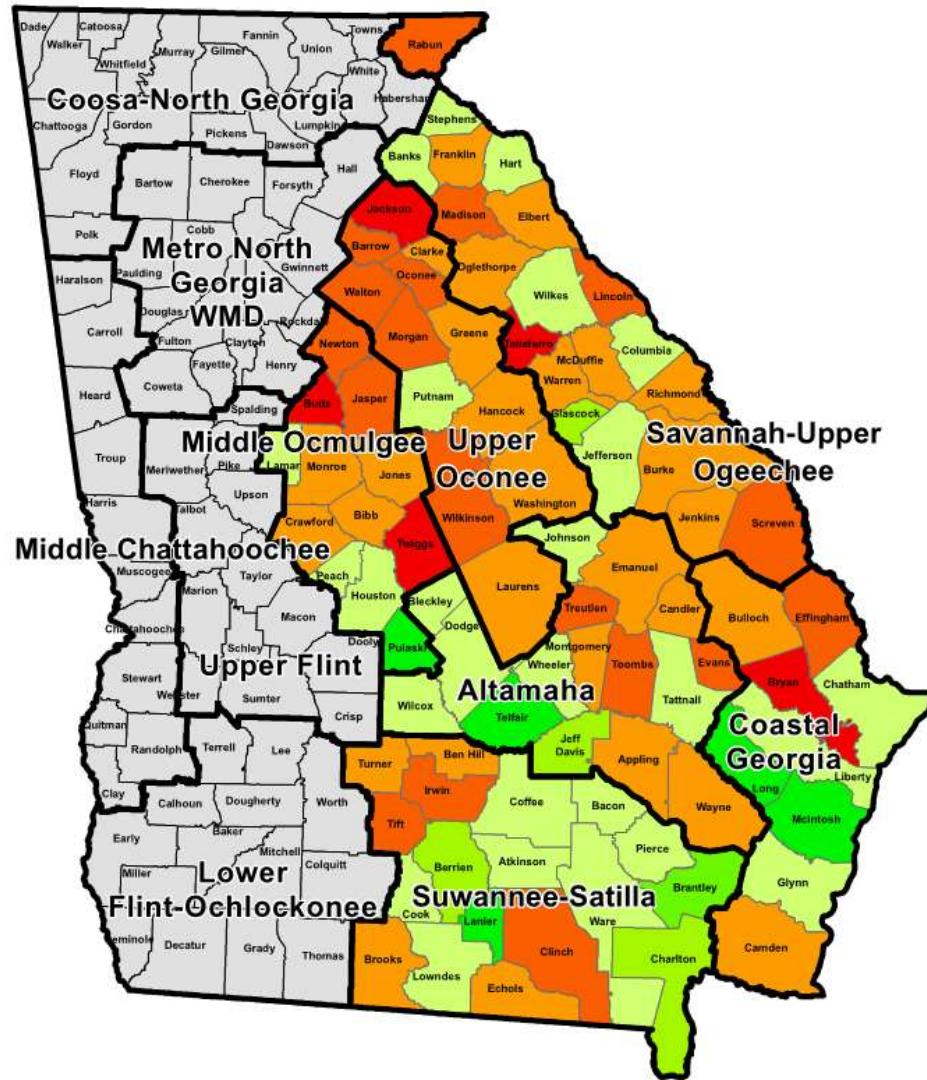 Dade
Catoosa
Fannin
Towns
Walker
Murray
Gilmer
Union
Rabun
Whitfield
White
Habersham
Coosa-North Georgia
Stephens
Chattooga
Gordon
Pickens
Lumpkin
Dawson
Banks
Franklin
Hart
Floyd
Bartow
Cherokee
Forsyth
Hall
Jackson
Madison
Elbert
Polk
Cobb
Barrow
Clarke
Metro North
Georgia
WMD
Gwinnett
Oconee
Oglethorpe
Haralson
Paulding
Walton
Wilkes
Lincoln
Douglas
Rockdale
Carroll
Fulton
Clayton
Newton
Morgan
Greene
Taliaferro
Columbia
Fayette
Henry
McDuffie
Coweta
Warren
Heard
Butts
Jasper
Putnam
Richmond
Spalding
Hancock
Glascock
Troup
Meriwether
Pike
Middle Ocmulgee
Upper
Oconee
Savannah-Upper
Ogeechee
Lamar
Monroe
Jones
Jefferson
Burke
Upson
Harris
Talbot
Crawford
Bibb
Wilkinson
Washington
Jenkins
Screven
Middle Chattahoochee
Twiggs
Johnson
Muscogee
Taylor
Peach
Houston
Laurens
Emanuel
Marion
Macon
Bleckley
Treutlen
Candler
Bulloch
Effingham
Chattahoochee
Dooly
Pulaski
Dodge
Schley
Montgomery
Stewart
Upper Flint
Wheeler
Toombs
Evans
Bryan
Chatham
Webster
Sumter
Altamaha
Tattnall
Quitman
Crisp
Wilcox
Telfair
Coastal
Georgia
Randolph
Terrell
Lee
Jeff
Davis
Liberty
Turner
Ben Hill
Appling
Clay
Calhoun
Dougherty
Worth
Irwin
Coffee
Bacon
Wayne
Long
McIntosh
Early
Baker
Tift
Mitchell
Pierce
Miller
Lower
Flint-Ochlockonee
Colquitt
Berrien
Atkinson
Suwannee-Satilla
Brantley
Glynn
Cook
Lanier
Ware
Seminole
Decatur
Grady
Thomas
Brooks
Lowndes
Clinch
Charlton
Camden
Echols